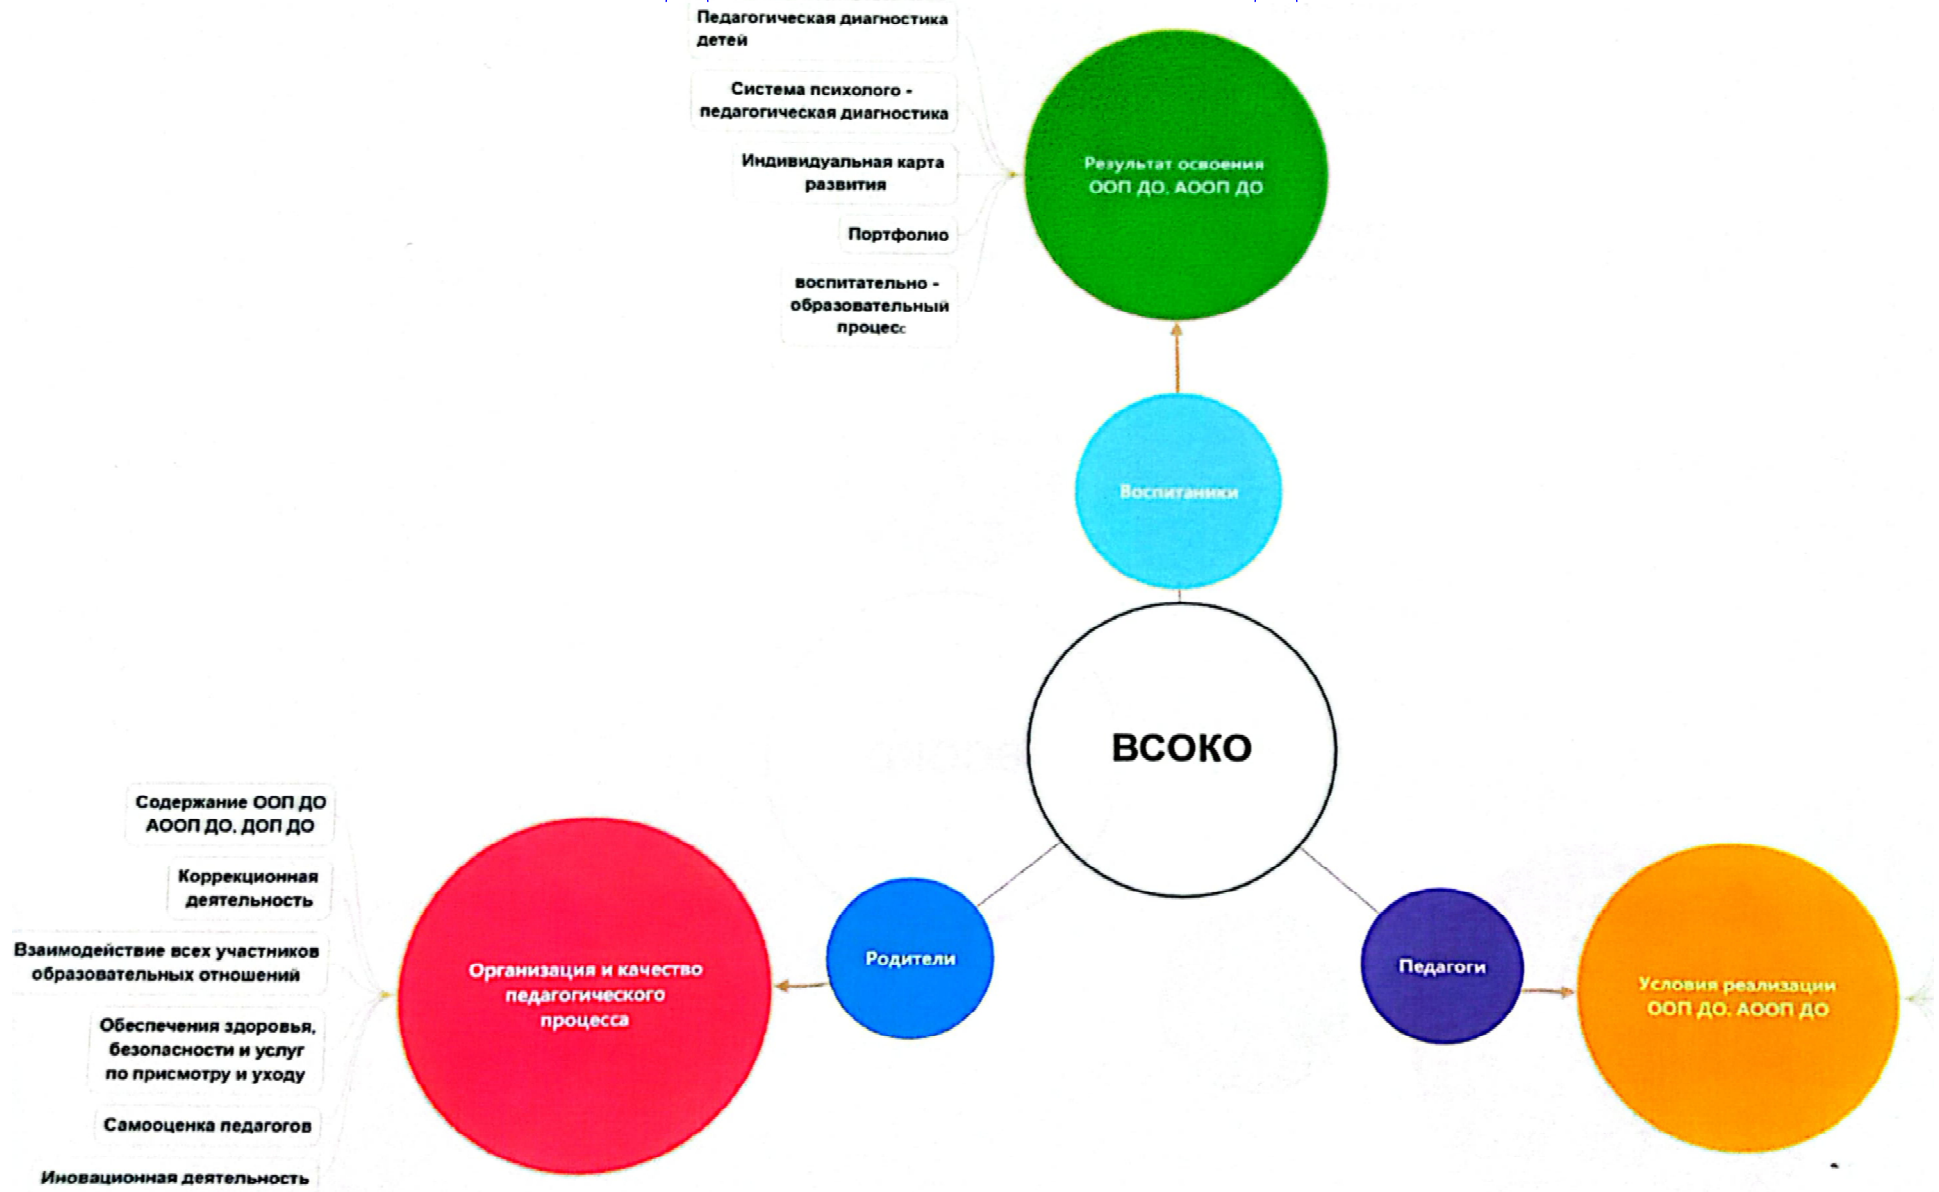 Педагогическая диагностика
детей
Система психолого -
педагогическая диагностика
Индивидуальная карта
развития
Портфолио
воспитательно -
образовательный
процесс
Результат освоения
ООП ДО, АООП ДО
Воспитаники
ВСОКО
Родители
Педагоги
Организация и качество
педагогического
процесса
Условия реализации
ООП ДО, АООП ДО
Содержание ООП ДО
АООП ДО, ДОП ДО
Коррекционная
деятельность
Взаимодействие всех участников
образовательных отношений
Обеспечения здоровья,
безопасности и услуг
по присмотру и уходу
Самооценка педагогов
Иновационная деятельность